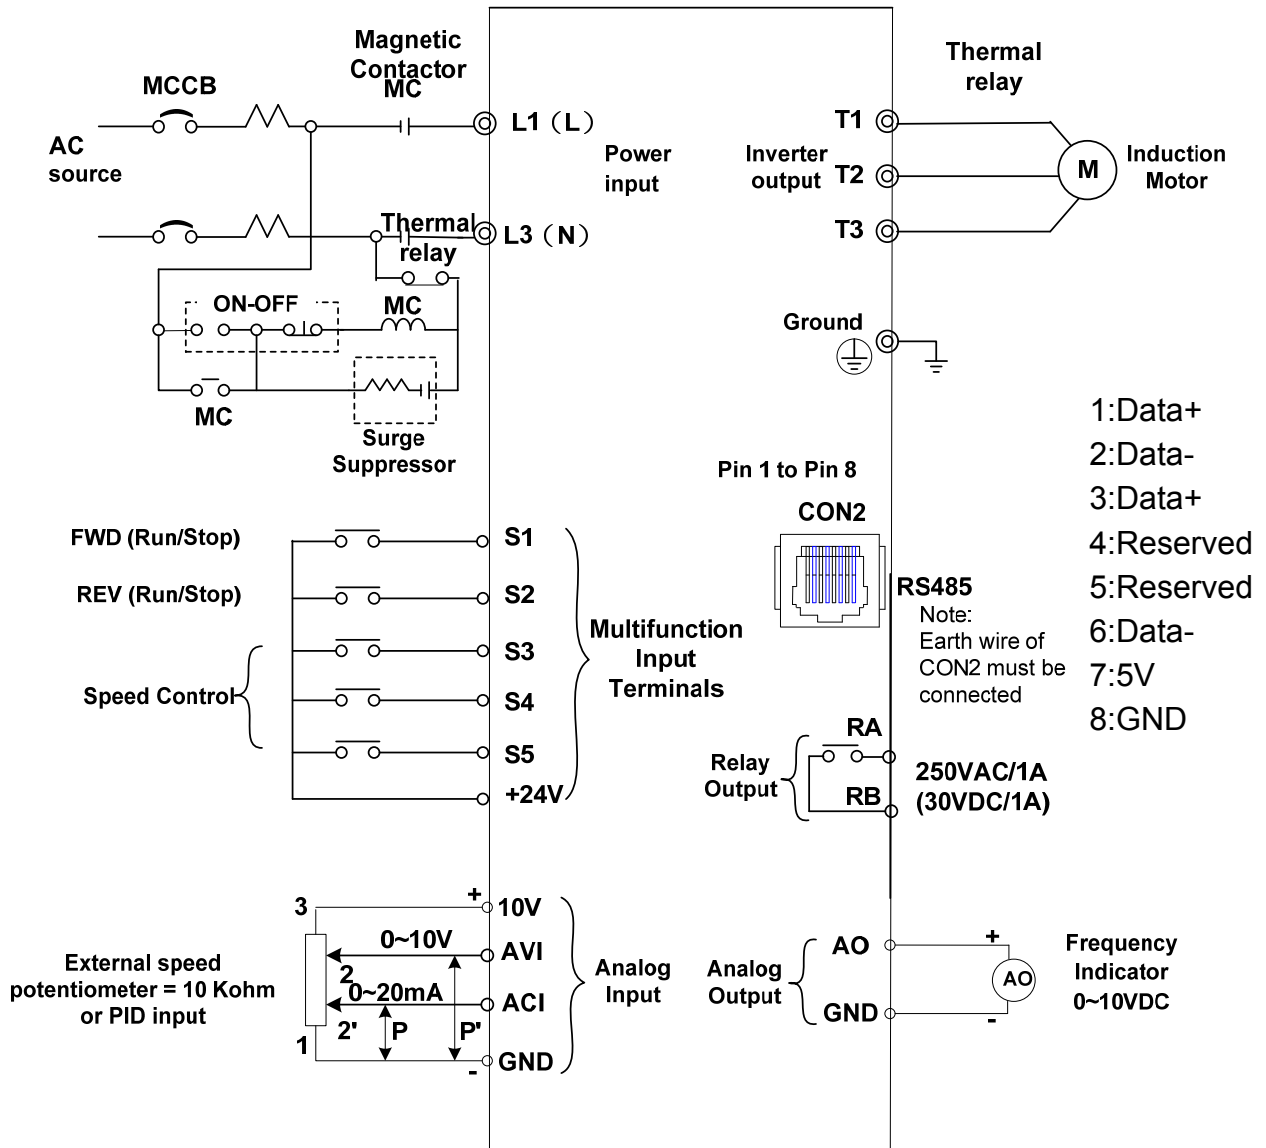 Magnetic
Contactor
MC
MCCB
AC
source
L1 (L)
Power
input
L3 (N)
Thermal
relay
ON-OFF
MC
MC
Surge
Suppressor
Thermal
relay
T1
Inverter
output
T2
T3
M
Induction
Motor
Ground
Pin 1 to Pin 8
CON2
RS485
Note:
Earth wire of
CON2 must be
connected
1:Data+
2:Data-
3:Data+
4:Reserved
5:Reserved
6:Data-
7:5V
8:GND
FWD (Run/Stop)
S1
REV (Run/Stop)
S2
S3
Speed Control
S4
S5
+24V
Multifunction
Input
Terminals
Relay
Output
RA
RB
250VAC/1A
(30VDC/1A)
3
+
10V
0~10V
AVI
2
0~20mA
ACI
2'
P
P'
1
-
GND
External speed
potentiometer = 10 Kohm
or PID input
Analog
Input
Analog
Output
AO
GND
+
AO
-
Frequency
Indicator
0~10VDC